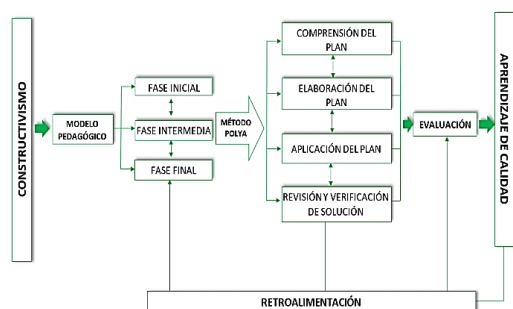 CONSTRUCTIVISMO
MODELO
PEDAGÓGICO
FASE INICIAL
FASE INTERMEDIA
FASE FINAL
MÉTODO
POLYA
COMPRENSIÓN DEL
PLAN
ELABORACIÓN DEL
PLAN
APLICACIÓN DEL PLAN
REVISIÓN Y VERIFICACIÓN
DE SOLUCIÓN
EVALUACIÓN
APRENDIZAJE DE CALIDAD
RETROALIMENTACIÓN